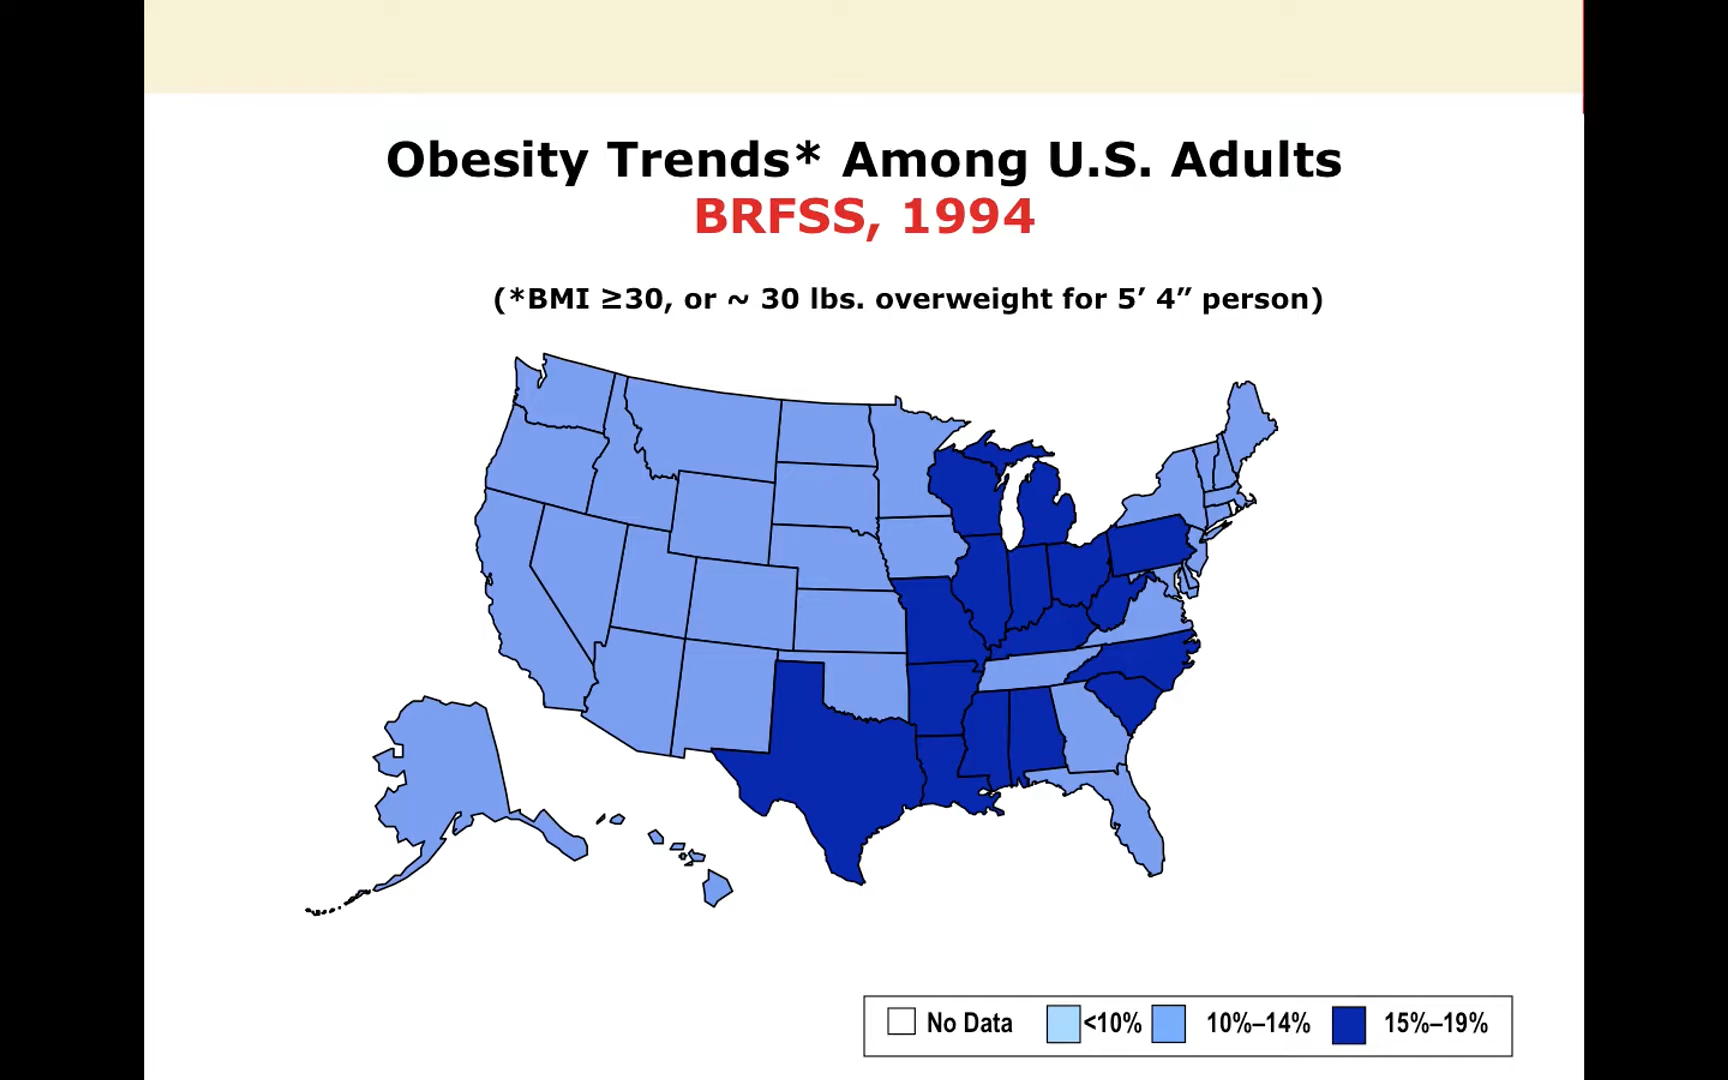 Obesity Trends* Among U.S. Adults
BRFSS, 1994
(*BMI ≥30, or ~ 30 lbs. overweight for 5’ 4” person)
No Data <10% 10%–14% 15%–19%